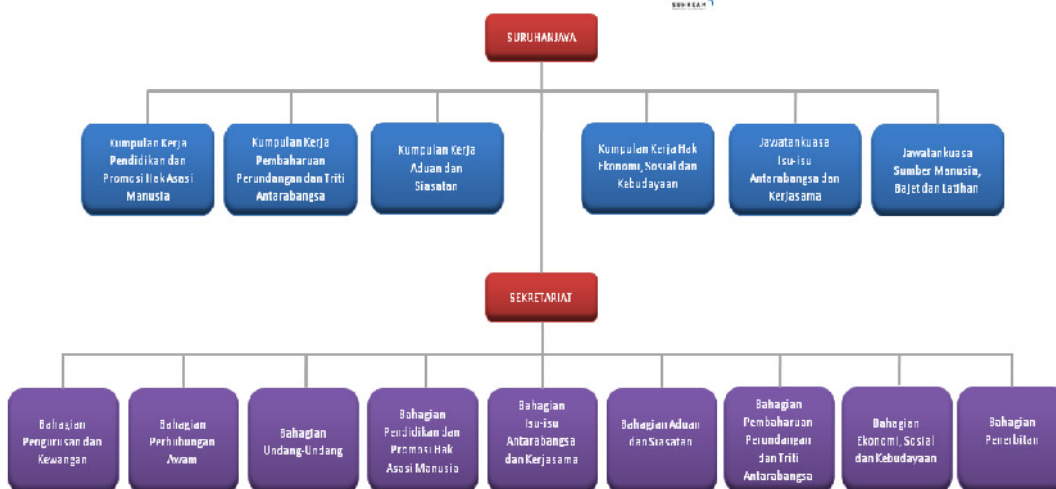 SUHAKAM
SURUHANJAYA
Kumpulan Kerja
Pendidikan dan
Promosi Hak Asasi
Manusia
Kumpulan Kerja
Pembaharuan
Perundangan dan Triti
Antarabangsa
Kumpulan Kerja
Aduan dan
Siasatan
Kumpulan Kerja Hak
Ekonomi, Sosial dan
Kebudayaan
Jawatankuasa
Isu-isu
Antarabangsa dan
Kerjasama
Jawatankuasa
Sumber Manusia,
Bajet dan Latihan
SEKRETARIAT
Bahagian
Pengurusan dan
Kewangan
Bahagian
Perhubungan
Awam
Bahagian
Undang-Undang
Bahagian
Pendidikan dan
Promosi Hak
Asasi Manusia
Bahagian
Isu-isu
Antarabangsa
dan Kerjasama
Bahagian Aduan
dan Siasatan
Bahagian
Pembaharuan
Perundangan
dan Triti
Antarabangsa
Bahagian
Ekonomi, Sosial
dan Kebudayaan
Bahagian
Penerbitan